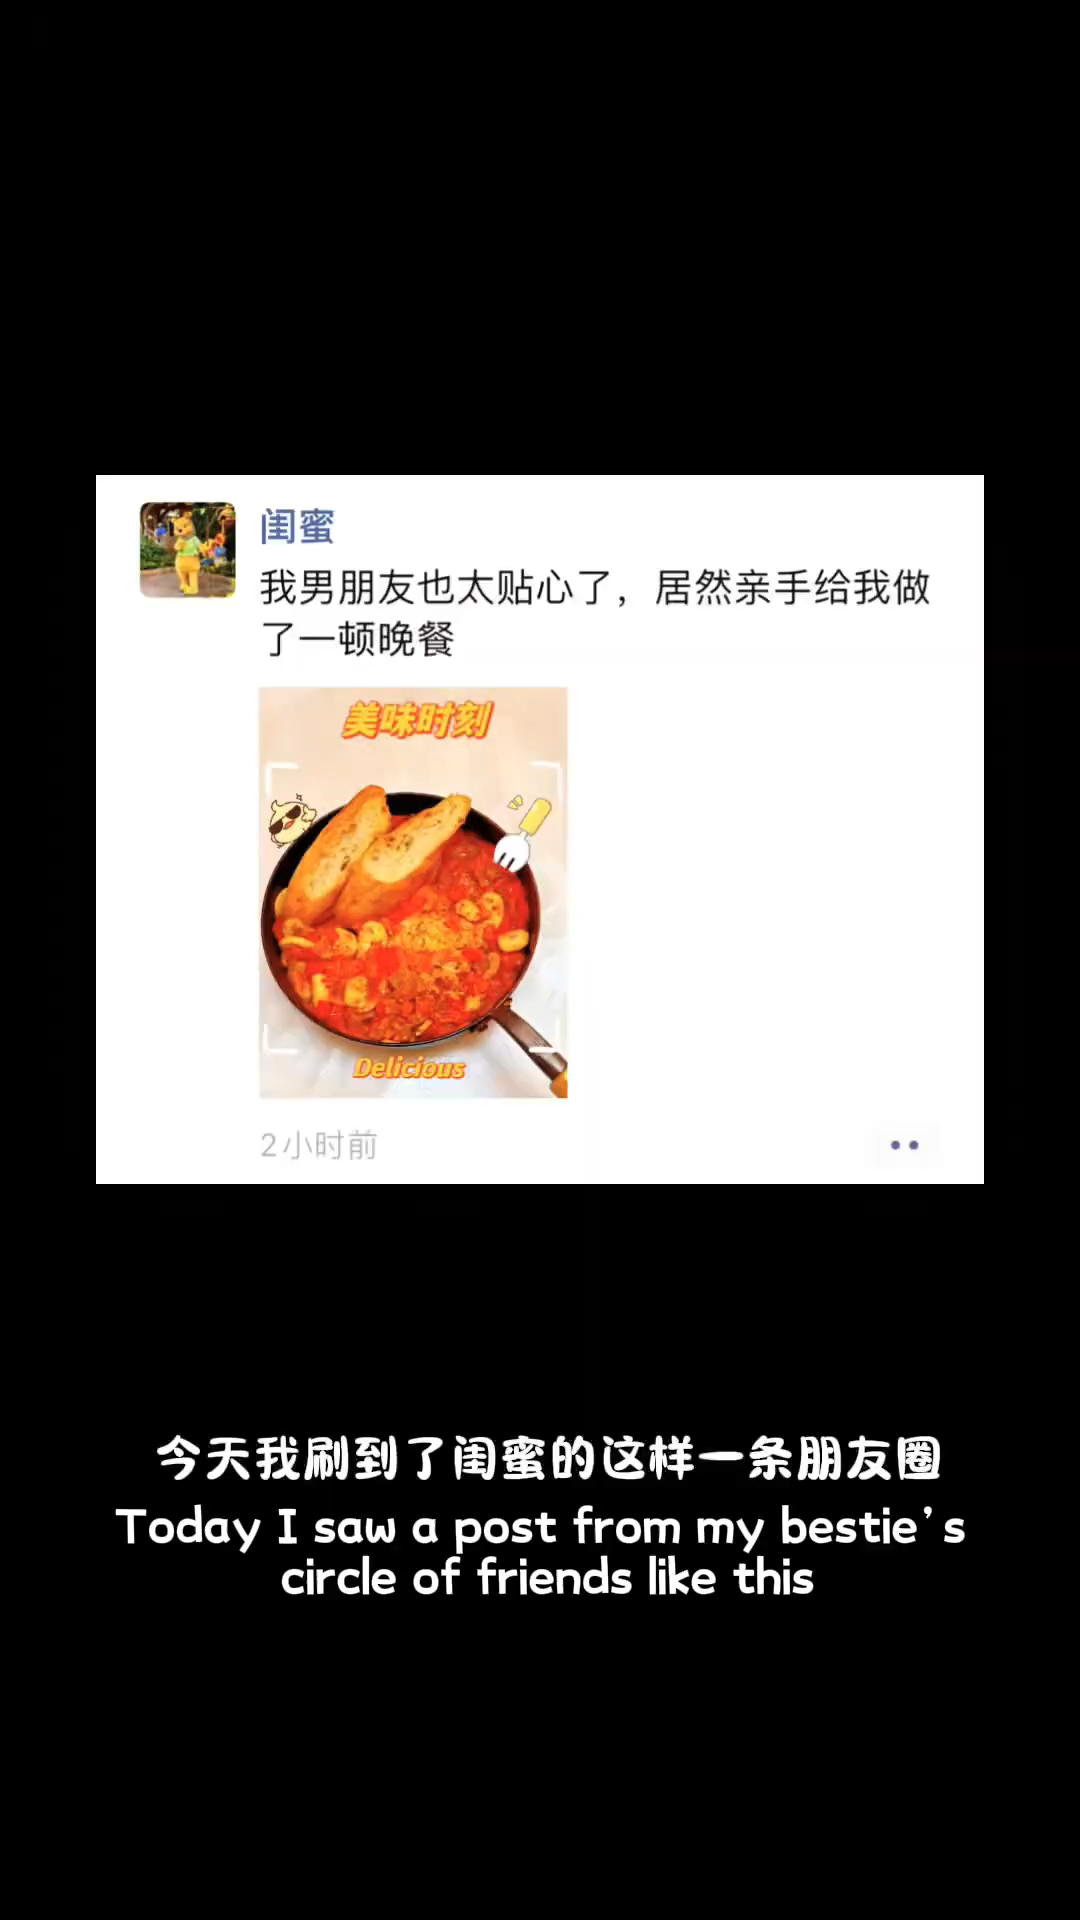 闺蜜
我男朋友也太贴心了，居然亲手给我做
了一顿晚餐
美味时刻
Delicious
2小时前
今天我刷到了闺蜜的这样一条朋友圈
Today I saw a post from my bestie's
circle of friends like this